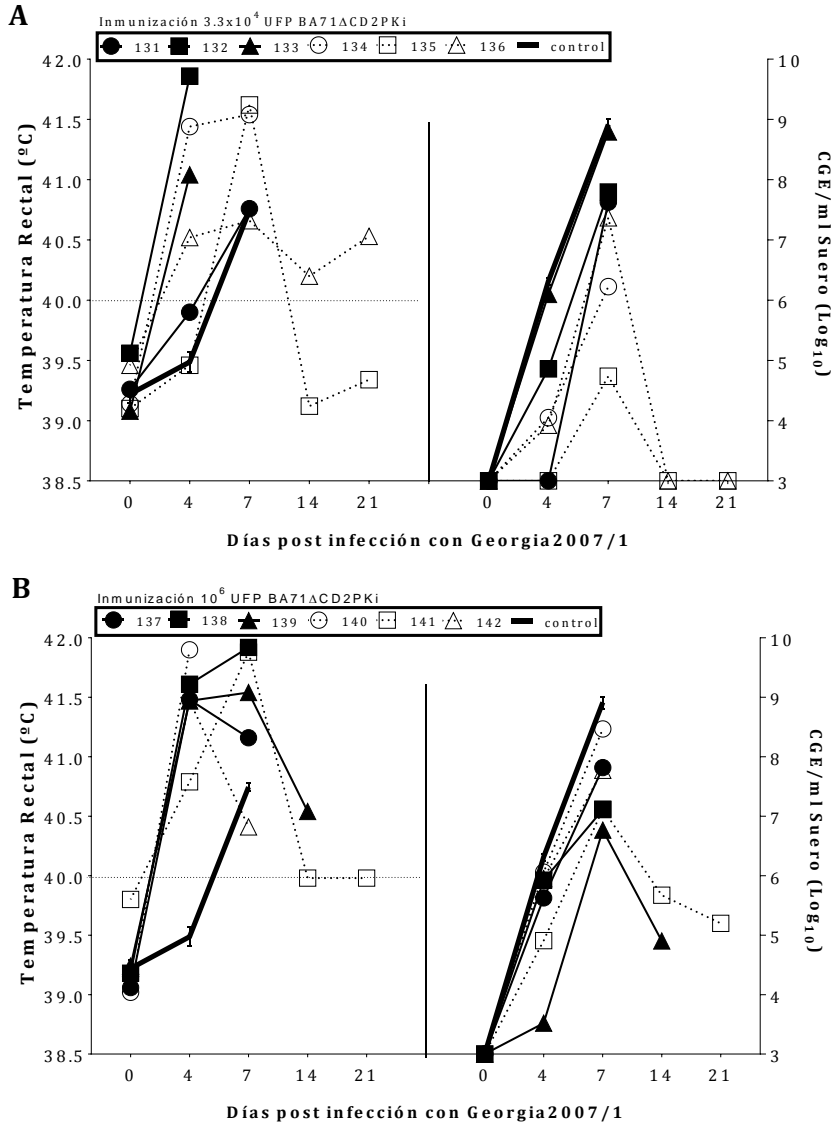 A
Inmunización 3.3x10⁴ UFP BA71ΔCD2PKi
131 132 133 134 135 136 control
Temperatura Rectal (ºC)
42.0
41.5
41.0
40.5
40.0
39.5
39.0
38.5
0 4 7 14 21
0 4 7 14 21
10
9
8
7
6
5
4
3
CGE/ml Suero (Log₁₀)
Días post infección con Georgia2007/1
B
Inmunización 10⁶ UFP BA71ΔCD2PKi
137 138 139 140 141 142 control
Temperatura Rectal (ºC)
42.0
41.5
41.0
40.5
40.0
39.5
39.0
38.5
0 4 7 14 21
0 4 7 14 21
10
9
8
7
6
5
4
3
CGE/ml Suero (Log₁₀)
Días post infección con Georgia2007/1